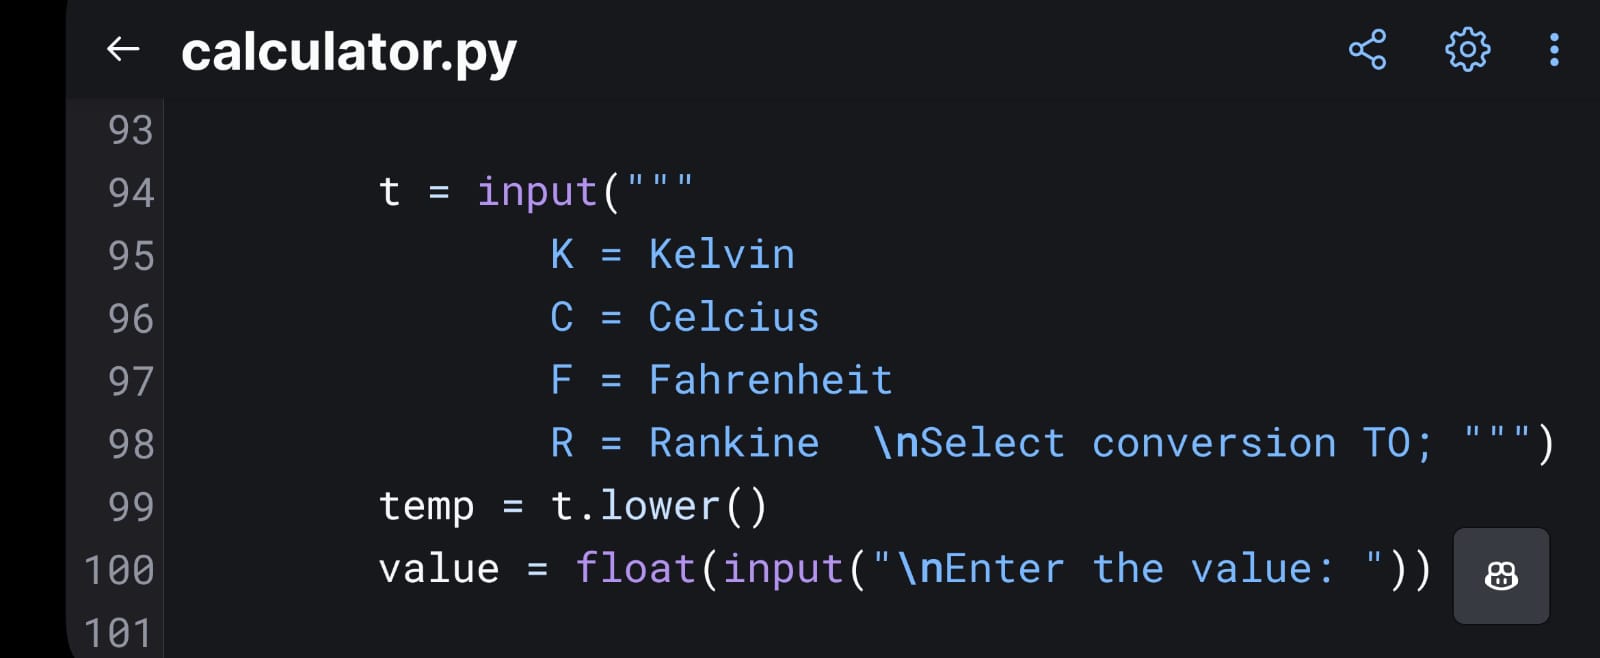 calculator.py
93
94 t = input("""
95 K = Kelvin
96 C = Celcius
97 F = Fahrenheit
98 R = Rankine  \nSelect conversion TO; """)
99 temp = t.lower()
100 value = float(input("\nEnter the value: "))
101